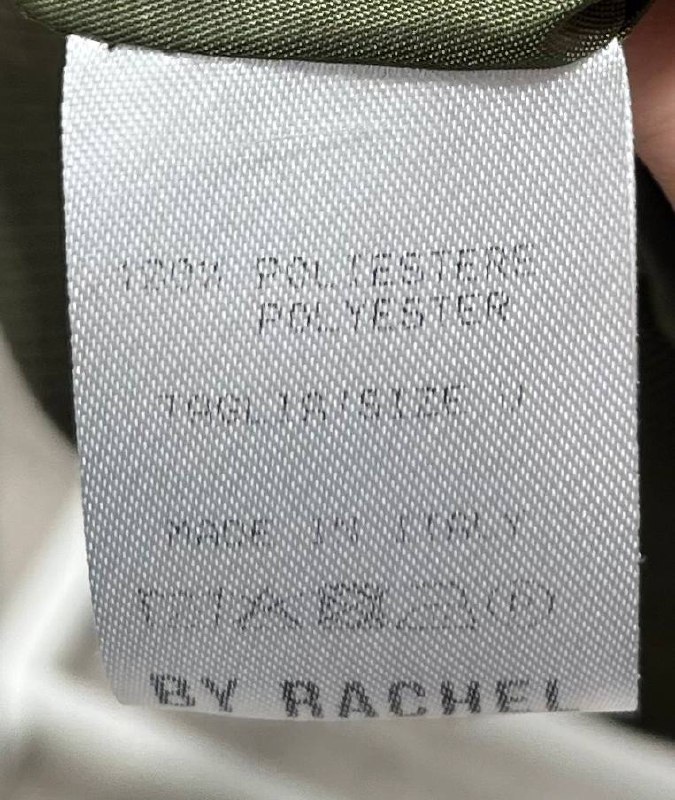 100% POLIESTERE
POLYESTER
TAGLIA/SIZE U
MADE IN ITALY
BY RACHEL